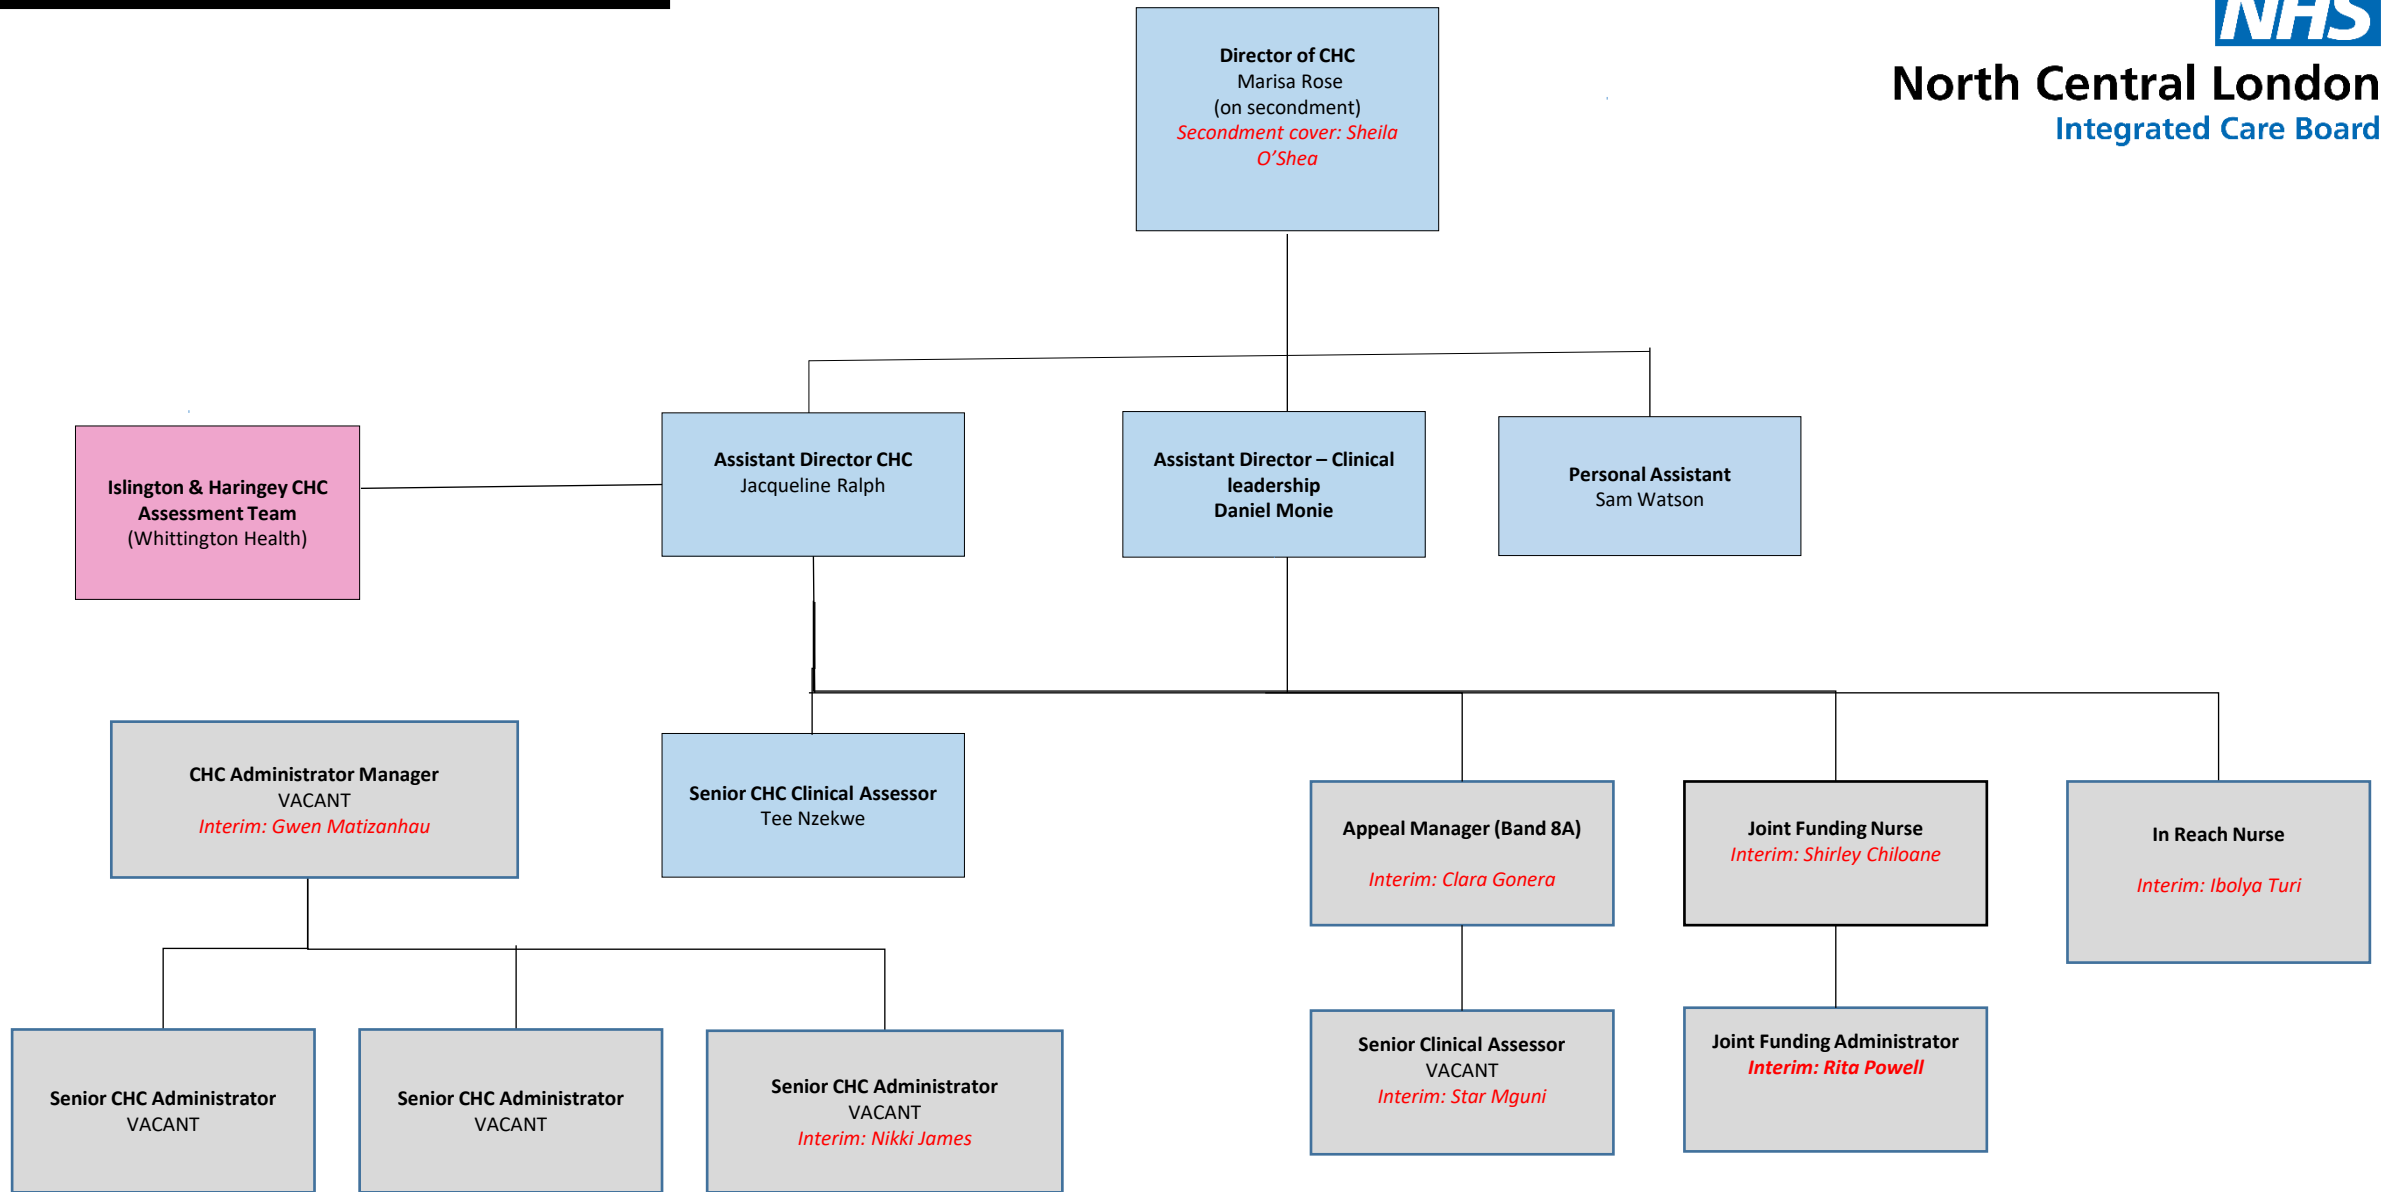 NHS
North Central London
Integrated Care Board
Director of CHC
Marisa Rose
(on secondment)
Secondment cover: Sheila
O’Shea
Islington & Haringey CHC
Assessment Team
(Whittington Health)
Assistant Director CHC
Jacqueline Ralph
Assistant Director – Clinical
leadership
Daniel Monie
Personal Assistant
Sam Watson
CHC Administrator Manager
VACANT
Interim: Gwen Matizanhau
Senior CHC Clinical Assessor
Tee Nzekwe
Appeal Manager (Band 8A)
Interim: Clara Gonera
Joint Funding Nurse
Interim: Shirley Chiloane
In Reach Nurse
Interim: Ibolya Turi
Senior CHC Administrator
VACANT
Senior CHC Administrator
VACANT
Senior CHC Administrator
VACANT
Interim: Nikki James
Senior Clinical Assessor
VACANT
Interim: Star Mguni
Joint Funding Administrator
Interim: Rita Powell